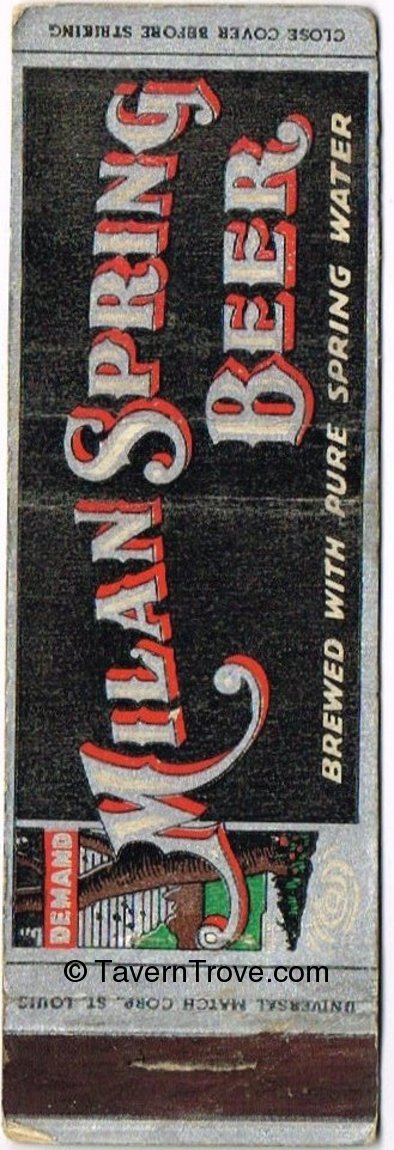 CLOSE COVER BEFORE STRIKING
DEMAND
MILAN SPRING
BEER
BREWED WITH PURE SPRING WATER
© TavernTrove.com
UNIVERSAL MATCH CORP., ST. LOUIS